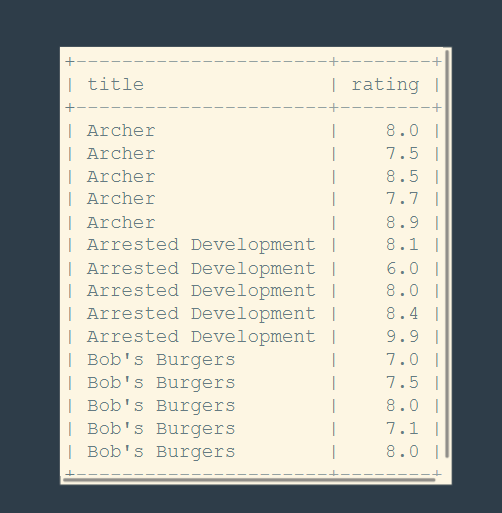 +----------------------+--------+
| title                | rating |
+----------------------+--------+
| Archer               |    8.0 |
| Archer               |    7.5 |
| Archer               |    8.5 |
| Archer               |    7.7 |
| Archer               |    8.9 |
| Arrested Development |    8.1 |
| Arrested Development |    6.0 |
| Arrested Development |    8.0 |
| Arrested Development |    8.4 |
| Arrested Development |    9.9 |
| Bob's Burgers        |    7.0 |
| Bob's Burgers        |    7.5 |
| Bob's Burgers        |    8.0 |
| Bob's Burgers        |    7.1 |
| Bob's Burgers        |    8.0 |
+----------------------+--------+